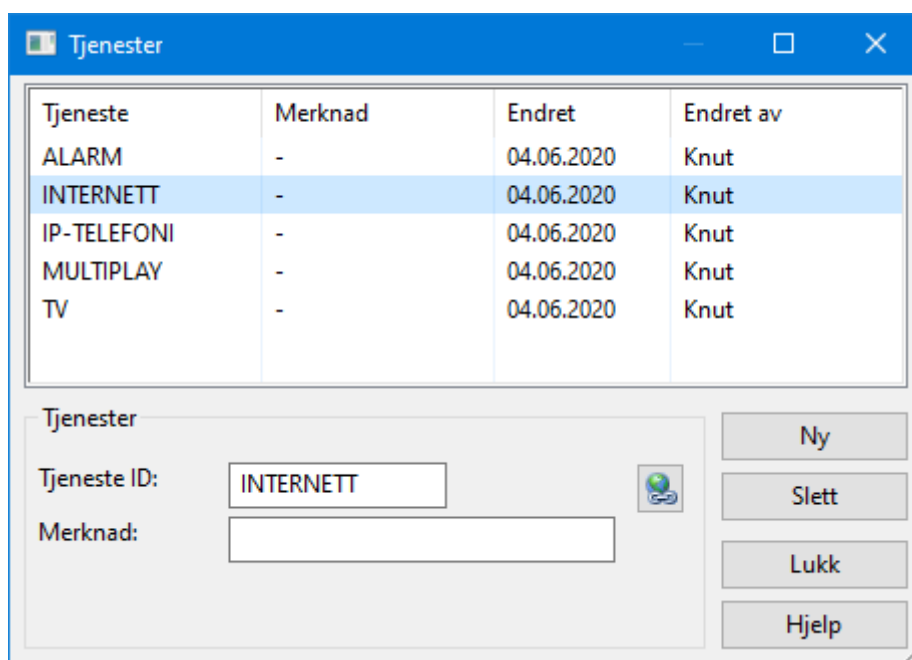 Tjenester
Tjeneste Merknad Endret Endret av
ALARM - 04.06.2020 Knut
INTERNETT - 04.06.2020 Knut
IP-TELEFONI - 04.06.2020 Knut
MULTIPLAY - 04.06.2020 Knut
TV - 04.06.2020 Knut
Tjenester
Tjeneste ID: INTERNETT
Merknad:
Ny
Slett
Lukk
Hjelp